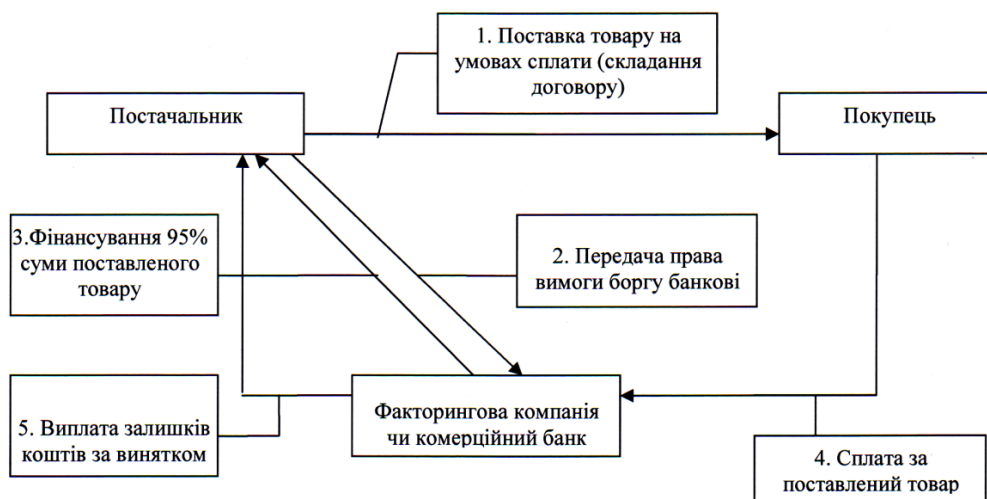 1. Поставка товару на
умовах сплати (складання
договору)
Постачальник
Покупець
3.Фінансування 95%
суми поставленого
товару
2. Передача права
вимоги боргу банкові
5. Виплата залишків
коштів за винятком
Факторингова компанія
чи комерційний банк
4. Сплата за
поставлений товар